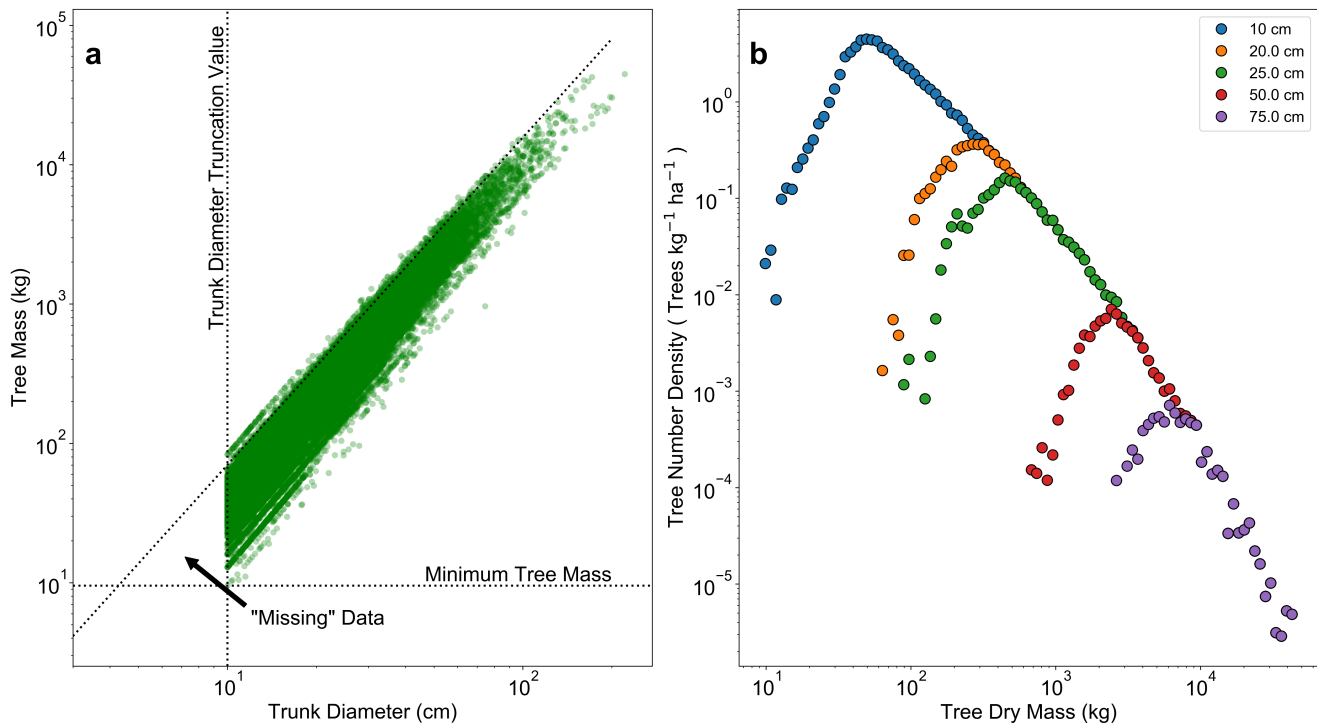 a
Tree Mass (kg)
10^5
10^4
10^3
10^2
10^1
Trunk Diameter Truncation Value
Minimum Tree Mass
"Missing" Data
10^1
10^2
Trunk Diameter (cm)
b
Tree Number Density ( Trees kg^−1 ha^−1 )
10^0
10^−1
10^−2
10^−3
10^−4
10^−5
10 cm
20.0 cm
25.0 cm
50.0 cm
75.0 cm
10^1
10^2
10^3
10^4
Tree Dry Mass (kg)